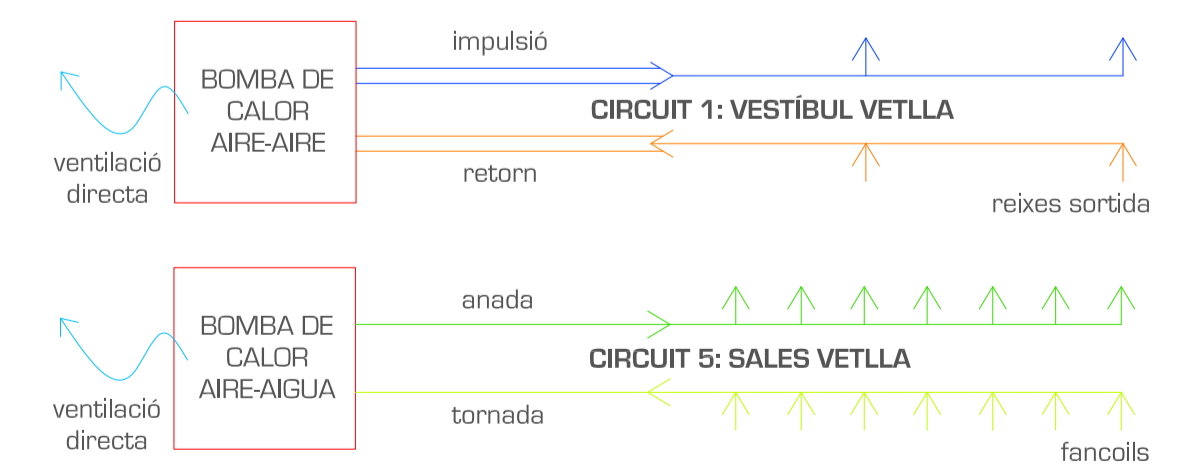 impulsió
BOMBA DE
CALOR
AIRE-AIRE
CIRCUIT 1: VESTÍBUL VETLLA
ventilació
directa
retorn
reixes sortida
anada
BOMBA DE
CALOR
AIRE-AIGUA
CIRCUIT 5: SALES VETLLA
ventilació
directa
tornada
fancoils